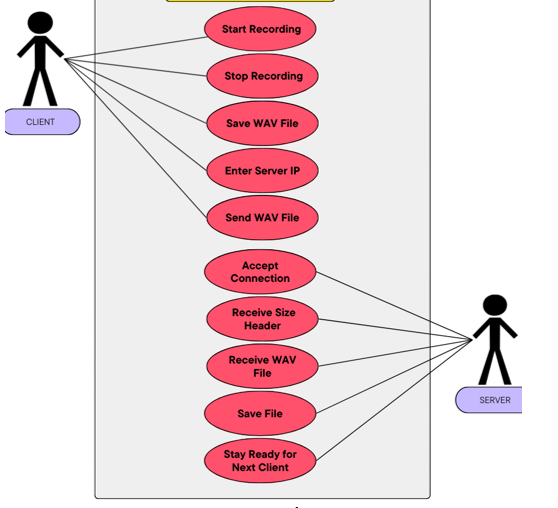 Start Recording
CLIENT
Stop Recording
Save WAV File
Enter Server IP
Send WAV File
Accept
Connection
Receive Size
Header
Receive WAV
File
SERVER
Save File
Stay Ready for
Next Client